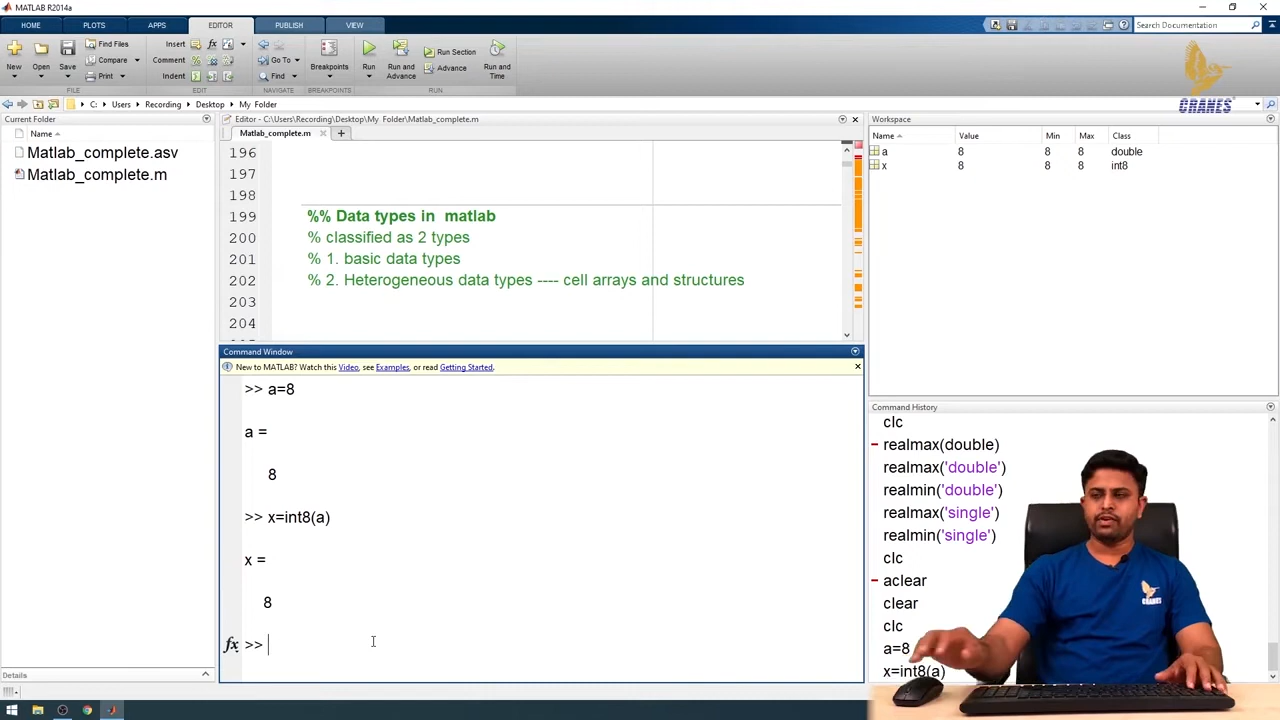 MATLAB R2014a
HOME PLOTS APPS EDITOR PUBLISH VIEW
Search Documentation
New Open Save Find Files Compare Print
Insert Comment Indent
Go To Find
Breakpoints Run Run and Advance Run Section Advance Run and Time
FILE EDIT NAVIGATE BREAKPOINTS RUN
CRANES
C: Users Recording Desktop My Folder
Current Folder
Name
Matlab_complete.asv
Matlab_complete.m
Details
Editor - C:\Users\Recording\Desktop\My Folder\Matlab_complete.m
Matlab_complete.m
196
197
198
199 %% Data types in matlab
200 % classified as 2 types
201 % 1. basic data types
202 % 2. Heterogeneous data types ---- cell arrays and structures
203
204
Command Window
New to MATLAB? Watch this Video, see Examples, or read Getting Started.
>> a=8
a =
8
>> x=int8(a)
x =
8
fx >>
Workspace
Name Value Min Max Class
a 8 8 8 double
x 8 8 8 int8
Command History
clc
realmax(double)
realmax('double')
realmin('double')
realmax('single')
realmin('single')
clc
aclear
clear
clc
a=8
x=int8(a)
CRANES